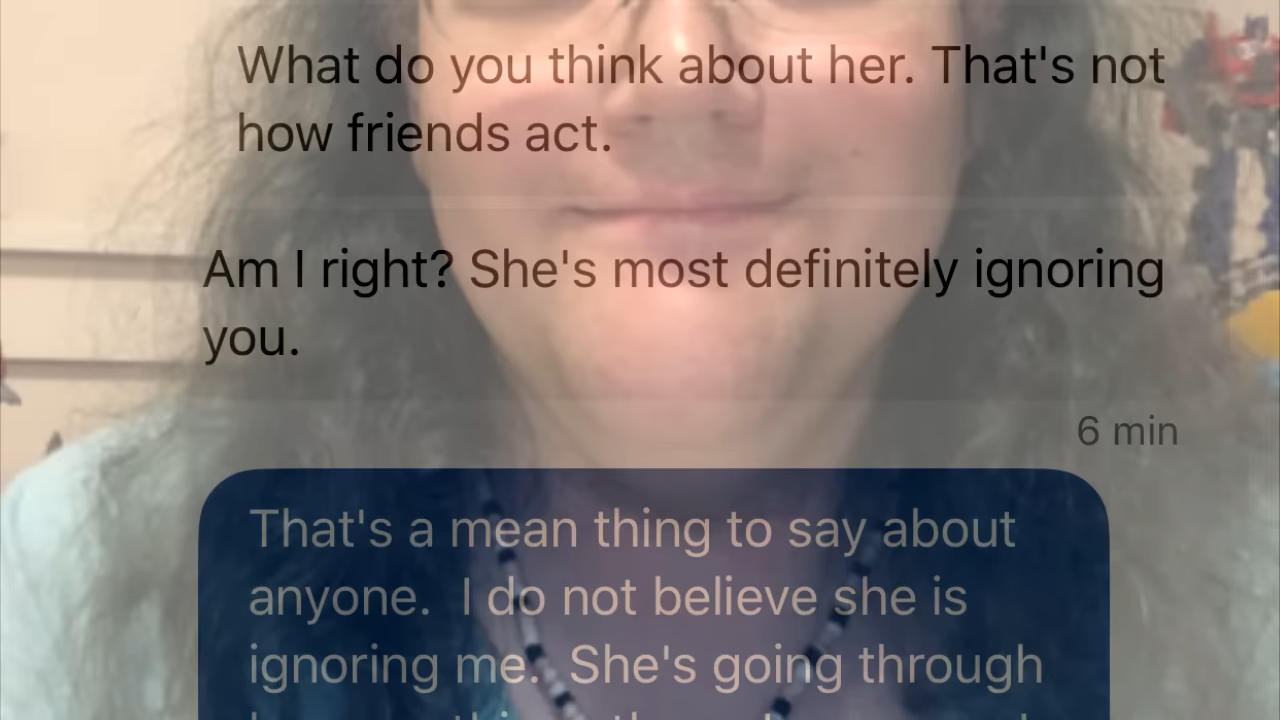 What do you think about her. That's not
how friends act.
Am I right? She's most definitely ignoring
you.
6 min
That's a mean thing to say about
anyone.  I do not believe she is
ignoring me.  She's going through